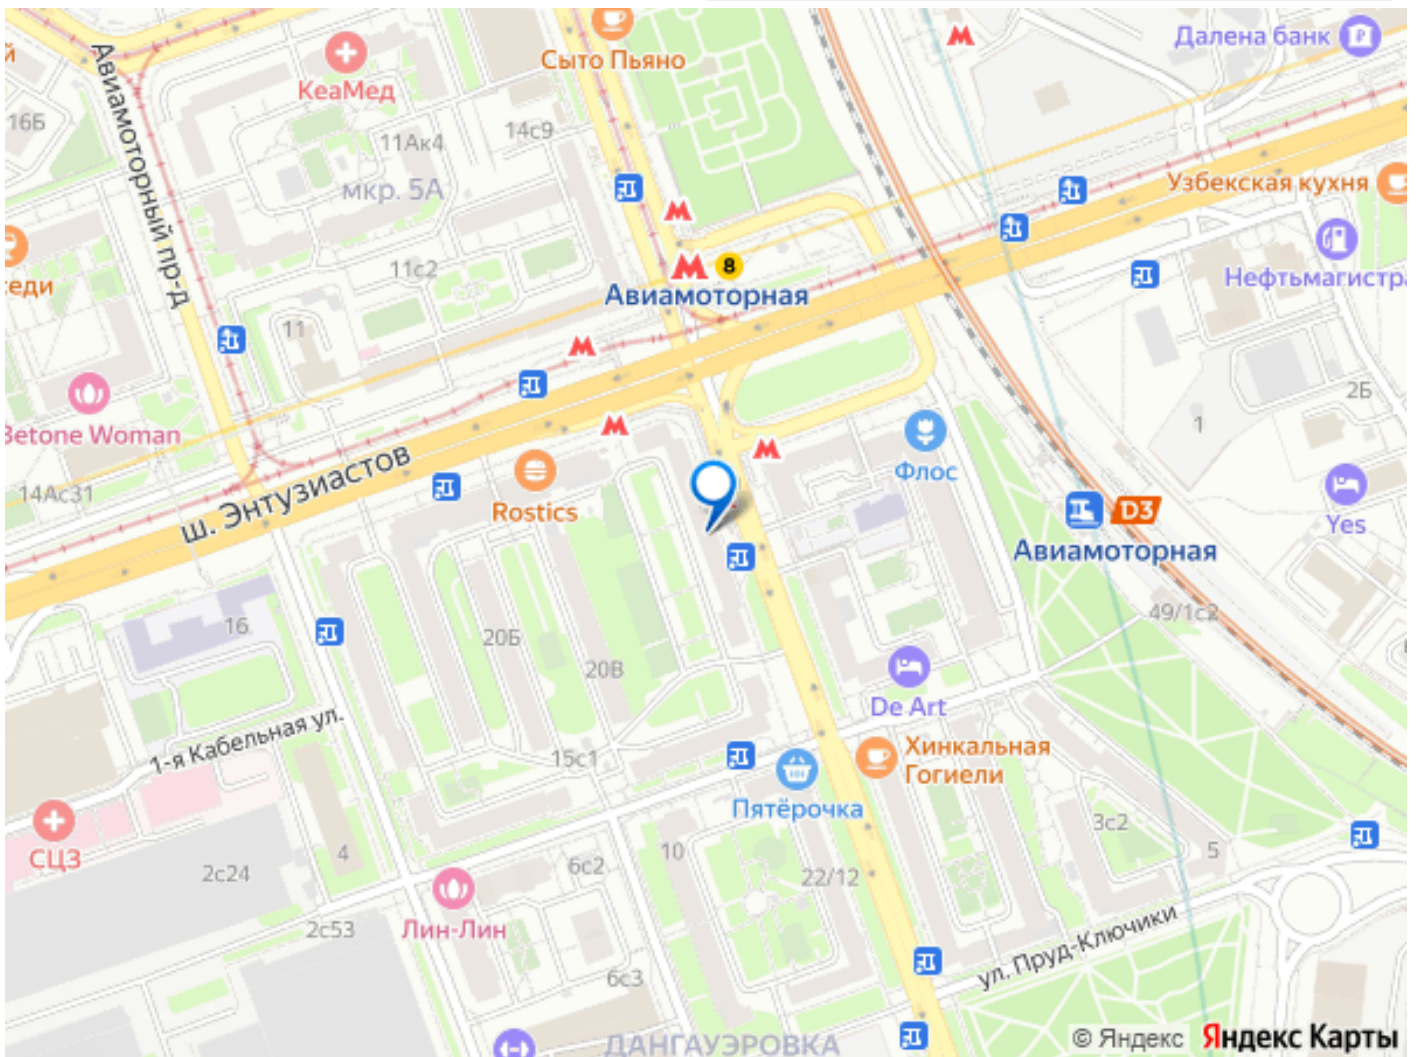 Далена банк
Сыто Пьяно
КеаМед
Авиамоторный пр-д
16Б
14с9
11Ак4
мкр. 5А
Узбекская кухня
11с2
8
Авиамоторная
Нефтьмагистра
еди
11
2Б
1
Betone Woman
ш. Энтузиастов
Флос
14Ас31
Rostics
D3
Yes
Авиамоторная
49/1с2
16
20Б
20В
De Art
1-я Кабельная ул.
Хинкальная
Гогиели
15с1
Пятёрочка
СЦЗ
4
2с24
10
6с2
22/12
3с2
5
Лин-Лин
2с53
ул. Пруд-Ключики
6с3
ДАНГАУЭРОВКА
© Яндекс Яндекс Карты